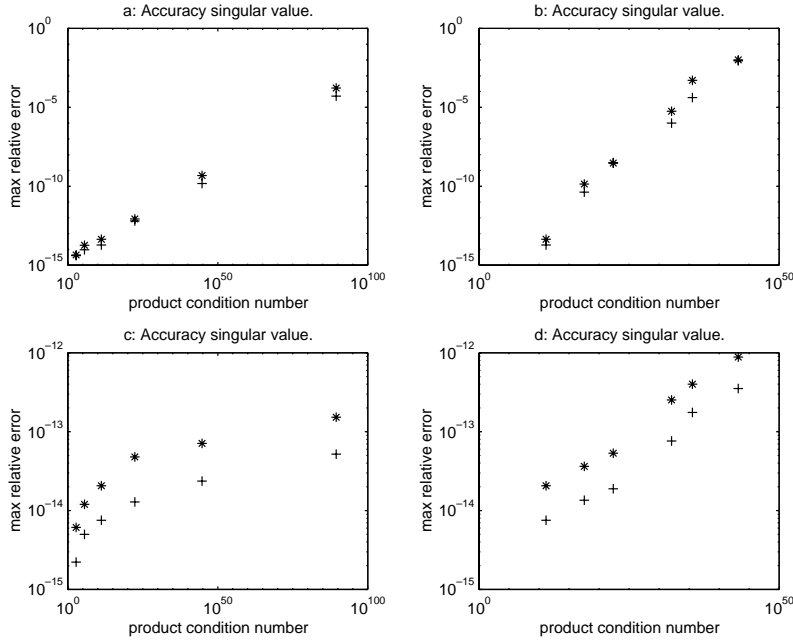 a: Accuracy singular value.
10^0
10^−5
10^−10
10^−15
max relative error
10^0
10^50
10^100
product condition number
b: Accuracy singular value.
10^0
10^−5
10^−10
10^−15
max relative error
10^0
10^50
product condition number
c: Accuracy singular value.
10^−12
10^−13
10^−14
10^−15
max relative error
10^0
10^50
10^100
product condition number
d: Accuracy singular value.
10^−12
10^−13
10^−14
10^−15
max relative error
10^0
10^50
product condition number